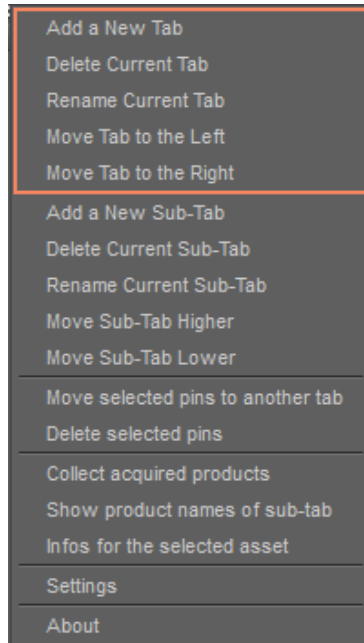 Add a New Tab
Delete Current Tab
Rename Current Tab
Move Tab to the Left
Move Tab to the Right
Add a New Sub-Tab
Delete Current Sub-Tab
Rename Current Sub-Tab
Move Sub-Tab Higher
Move Sub-Tab Lower
Move selected pins to another tab
Delete selected pins
Collect acquired products
Show product names of sub-tab
Infos for the selected asset
Settings
About